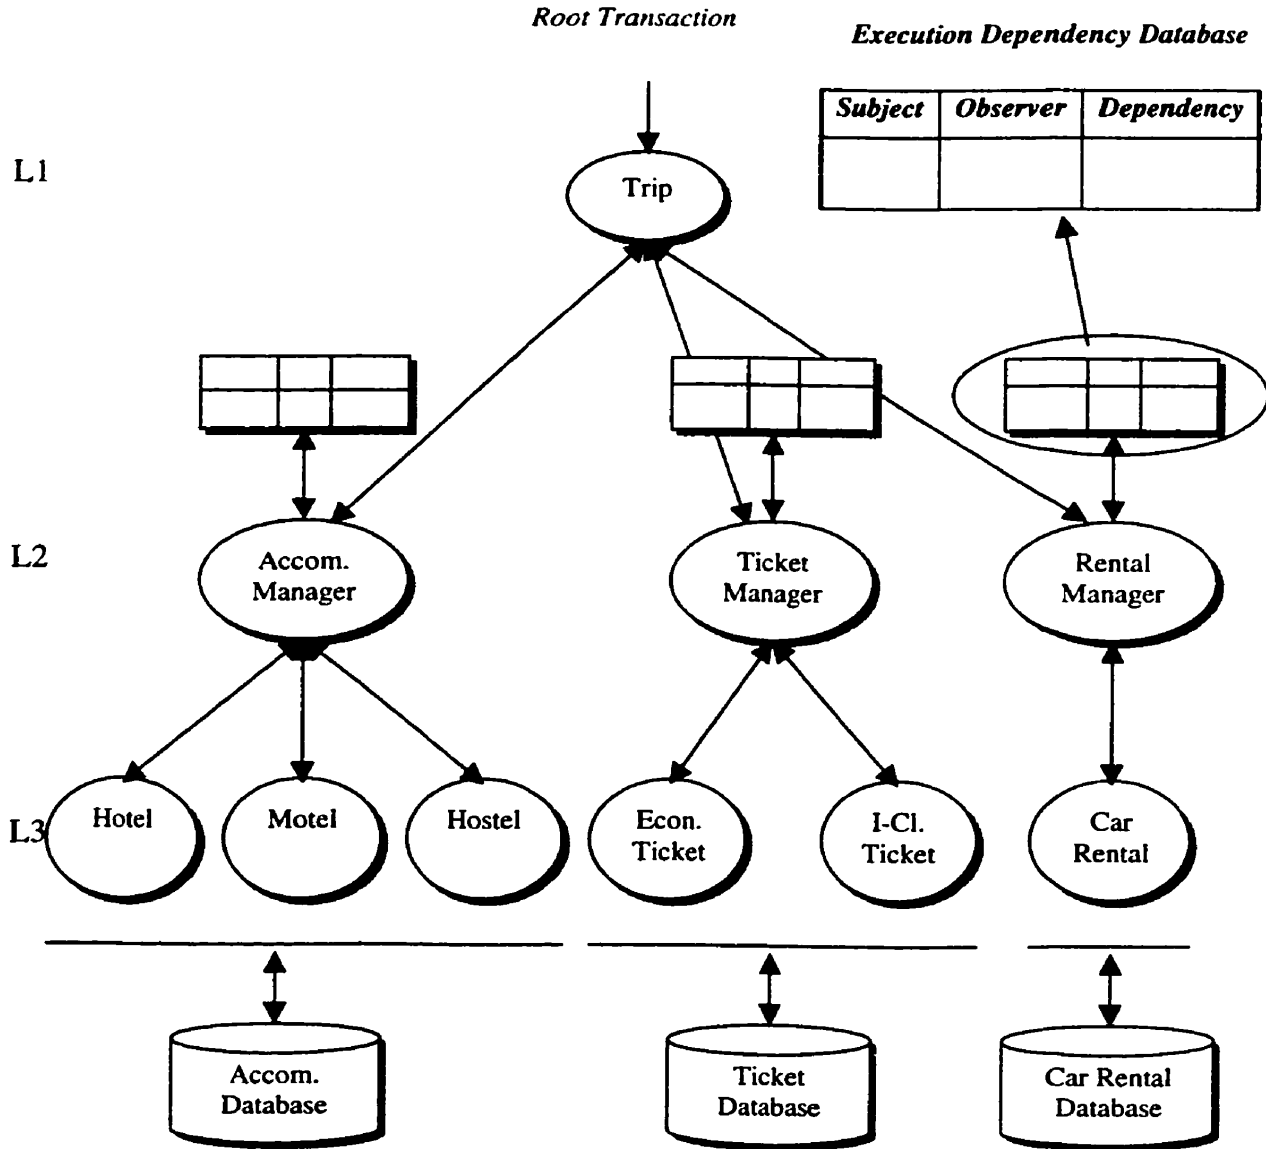 Root Transaction
Execution Dependency Database
Subject Observer Dependency
L1
Trip
L2
Accom.
Manager
Ticket
Manager
Rental
Manager
L3
Hotel
Motel
Hostel
Econ.
Ticket
I-Cl.
Ticket
Car
Rental
Accom.
Database
Ticket
Database
Car Rental
Database